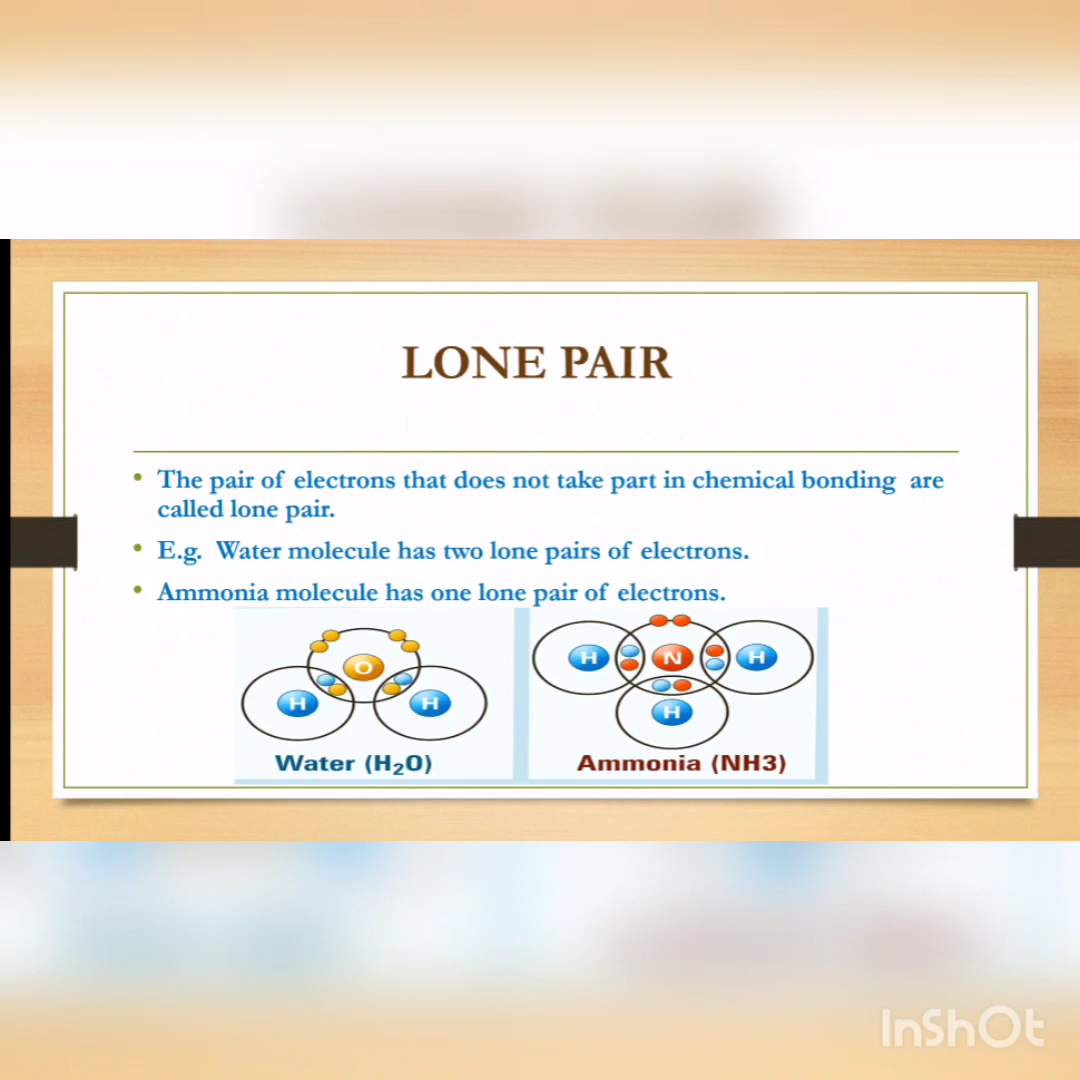 LONE PAIR
• The pair of electrons that does not take part in chemical bonding are
called lone pair.
• E.g. Water molecule has two lone pairs of electrons.
• Ammonia molecule has one lone pair of electrons.
O
H H
Water (H₂O)
H N H
H
Ammonia (NH3)
InShOt